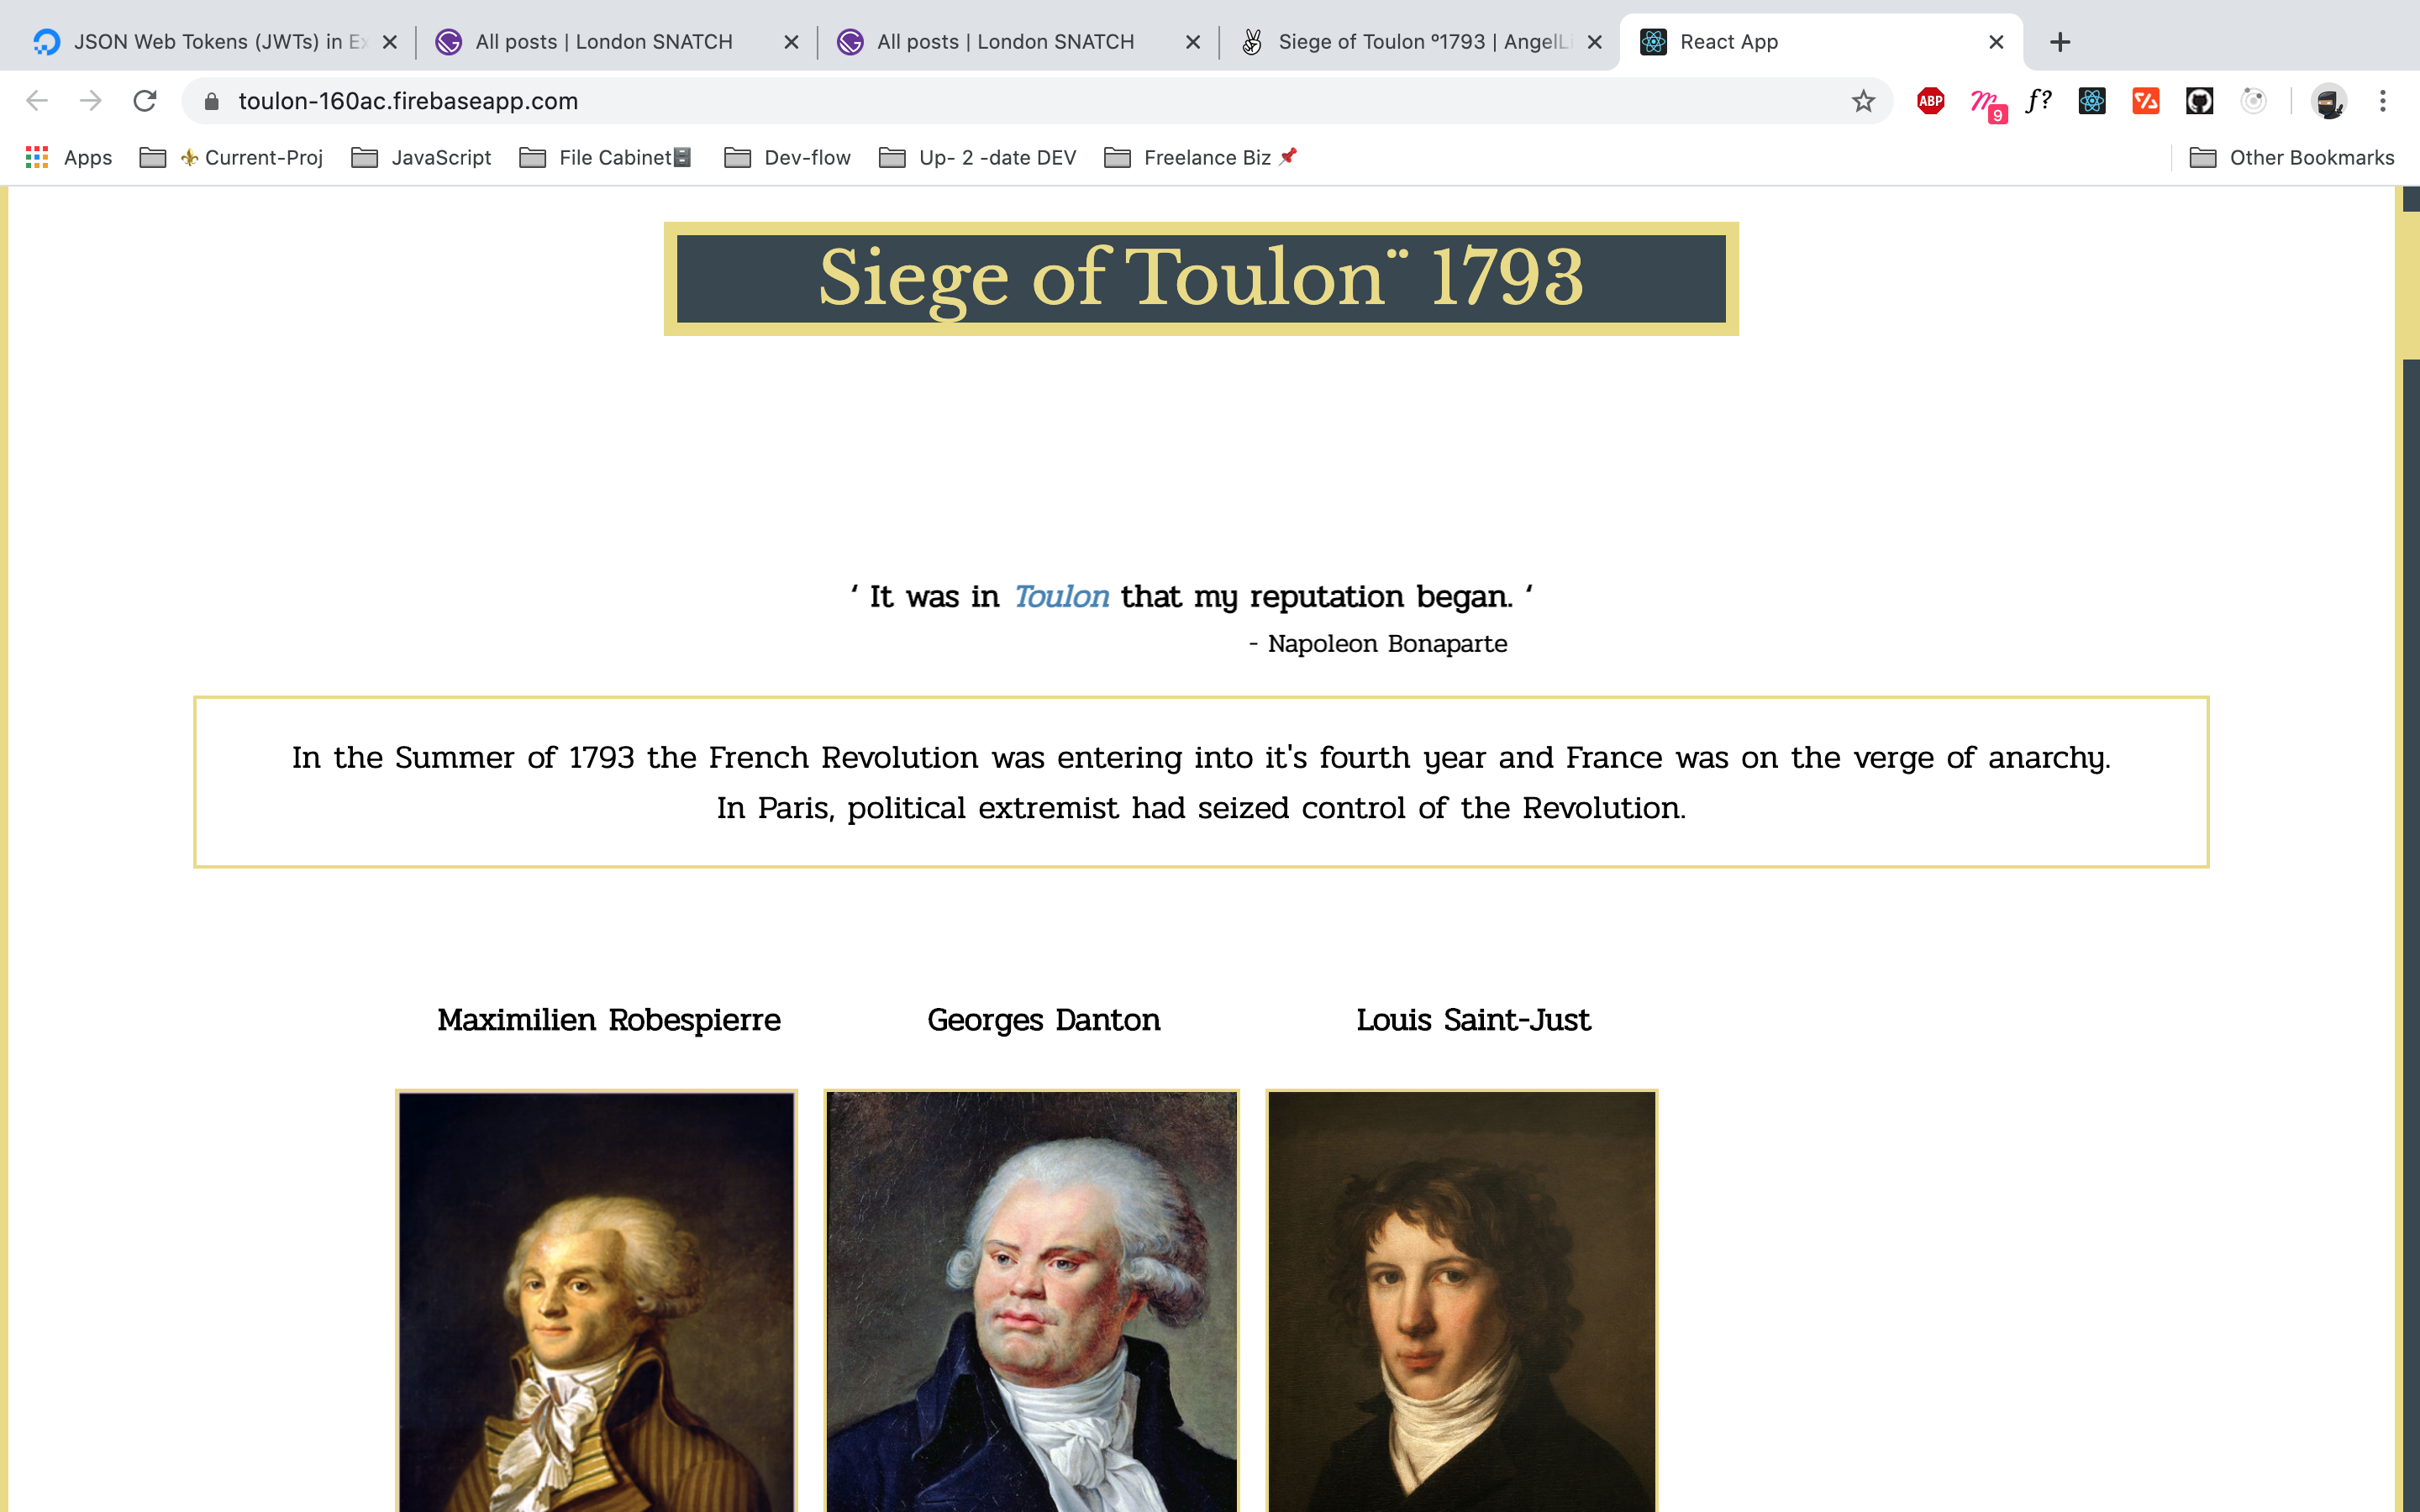 JSON Web Tokens (JWTs) in Ex
All posts | London SNATCH
All posts | London SNATCH
Siege of Toulon º1793 | AngelLi
React App
toulon-160ac.firebaseapp.com
ABP
9
f?
Apps
⚜️Current-Proj
JavaScript
File Cabinet🗄
Dev-flow
Up- 2 -date DEV
Freelance Biz 📌
Other Bookmarks
Siege of Toulon¨ 1793
‘ It was in Toulon that my reputation began. ‘
- Napoleon Bonaparte
In the Summer of 1793 the French Revolution was entering into it's fourth year and France was on the verge of anarchy.
In Paris, political extremist had seized control of the Revolution.
Maximilien Robespierre
Georges Danton
Louis Saint-Just